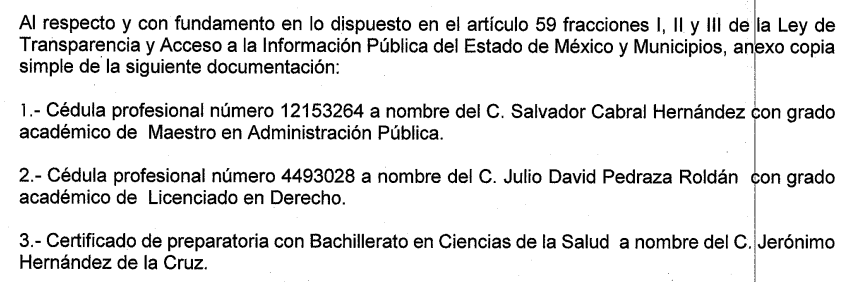 Al respecto y con fundamento en lo dispuesto en el artículo 59 fracciones I, II y III de la Ley de
Transparencia y Acceso a la Información Pública del Estado de México y Municipios, anexo copia
simple de la siguiente documentación:
1.- Cédula profesional número 12153264 a nombre del C. Salvador Cabral Hernández con grado
académico de Maestro en Administración Pública.
2.- Cédula profesional número 4493028 a nombre del C. Julio David Pedraza Roldán con grado
académico de Licenciado en Derecho.
3.- Certificado de preparatoria con Bachillerato en Ciencias de la Salud a nombre del C. Jerónimo
Hernández de la Cruz.